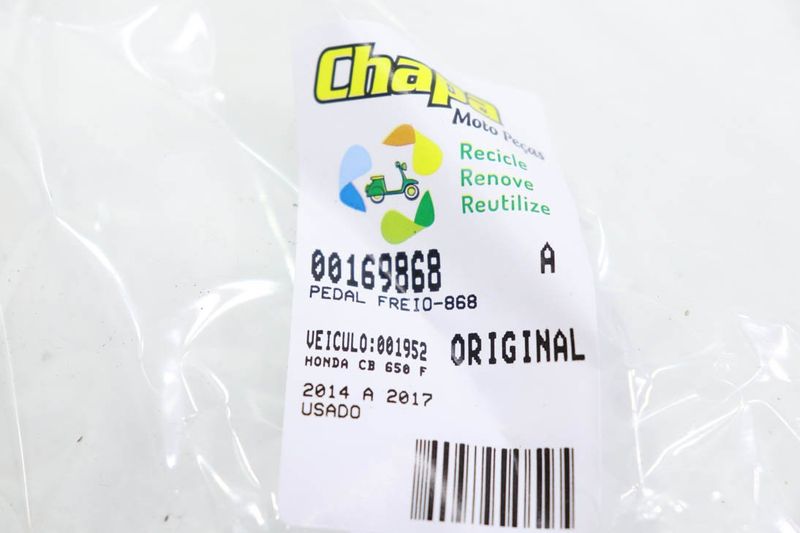 Chapa
Moto Peças
Recicle
Renove
Reutilize
00169868 A
PEDAL FREIO-868
VEICULO:001952 ORIGINAL
HONDA CB 650 F
2014 A 2017
USADO